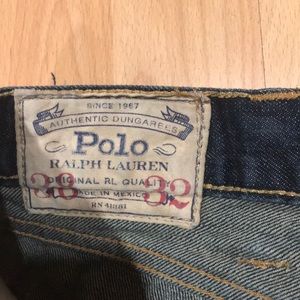 SINCE 1967
AUTHENTIC DUNGAREES
Polo
RALPH LAUREN
ORIGINAL RL QUALITY
MADE IN MEXICO
38 32
RN 41381